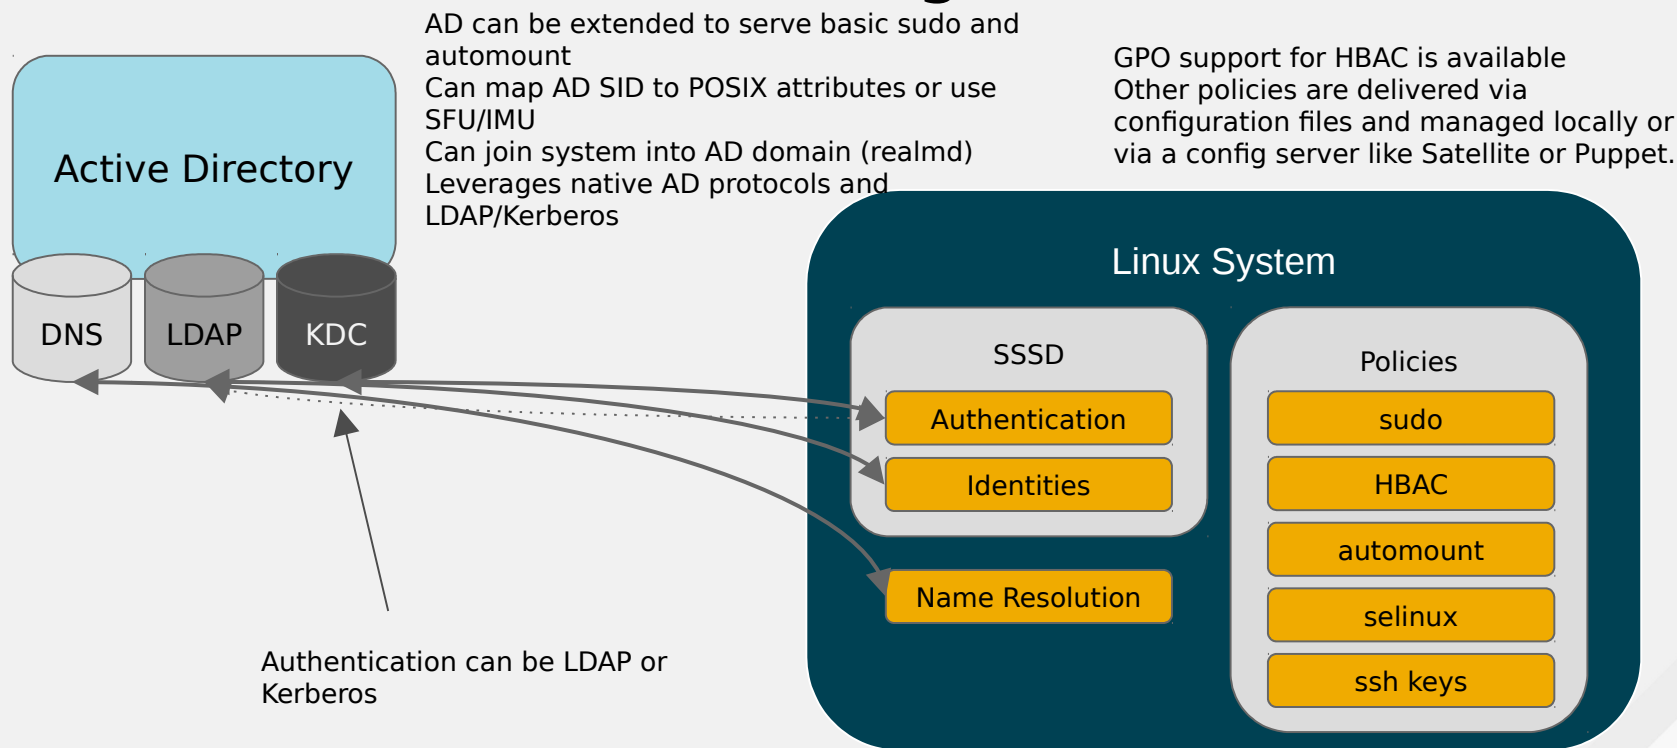 AD can be extended to serve basic sudo and
automount
Can map AD SID to POSIX attributes or use
SFU/IMU
Can join system into AD domain (realmd)
Leverages native AD protocols and
LDAP/Kerberos
GPO support for HBAC is available
Other policies are delivered via
configuration files and managed locally or
via a config server like Satellite or Puppet.
Active Directory
DNS
LDAP
KDC
Linux System
SSSD
Authentication
Identities
Name Resolution
Policies
sudo
HBAC
automount
selinux
ssh keys
Authentication can be LDAP or
Kerberos